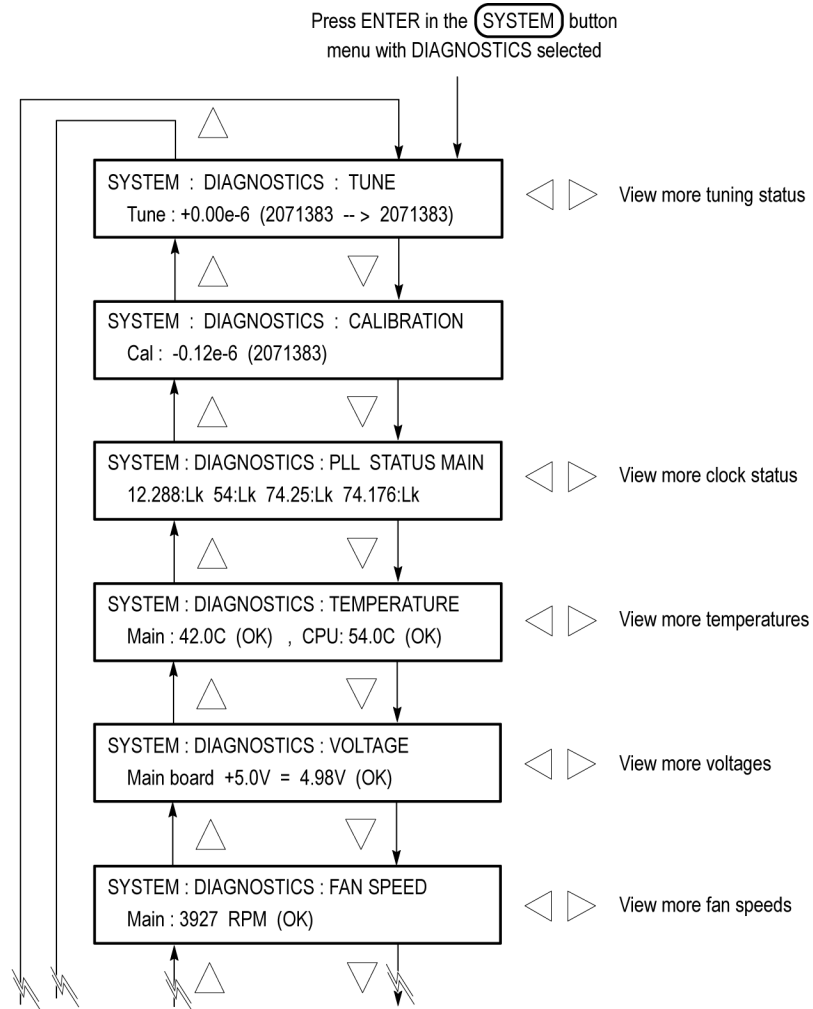 Press ENTER in the SYSTEM button
menu with DIAGNOSTICS selected
SYSTEM : DIAGNOSTICS : TUNE
Tune : +0.00e-6 (2071383 -- > 2071383)
View more tuning status
SYSTEM : DIAGNOSTICS : CALIBRATION
Cal : -0.12e-6 (2071383)
SYSTEM : DIAGNOSTICS : PLL STATUS MAIN
12.288:Lk 54:Lk 74.25:Lk 74.176:Lk
View more clock status
SYSTEM : DIAGNOSTICS : TEMPERATURE
Main : 42.0C (OK) , CPU: 54.0C (OK)
View more temperatures
SYSTEM : DIAGNOSTICS : VOLTAGE
Main board +5.0V = 4.98V (OK)
View more voltages
SYSTEM : DIAGNOSTICS : FAN SPEED
Main : 3927 RPM (OK)
View more fan speeds